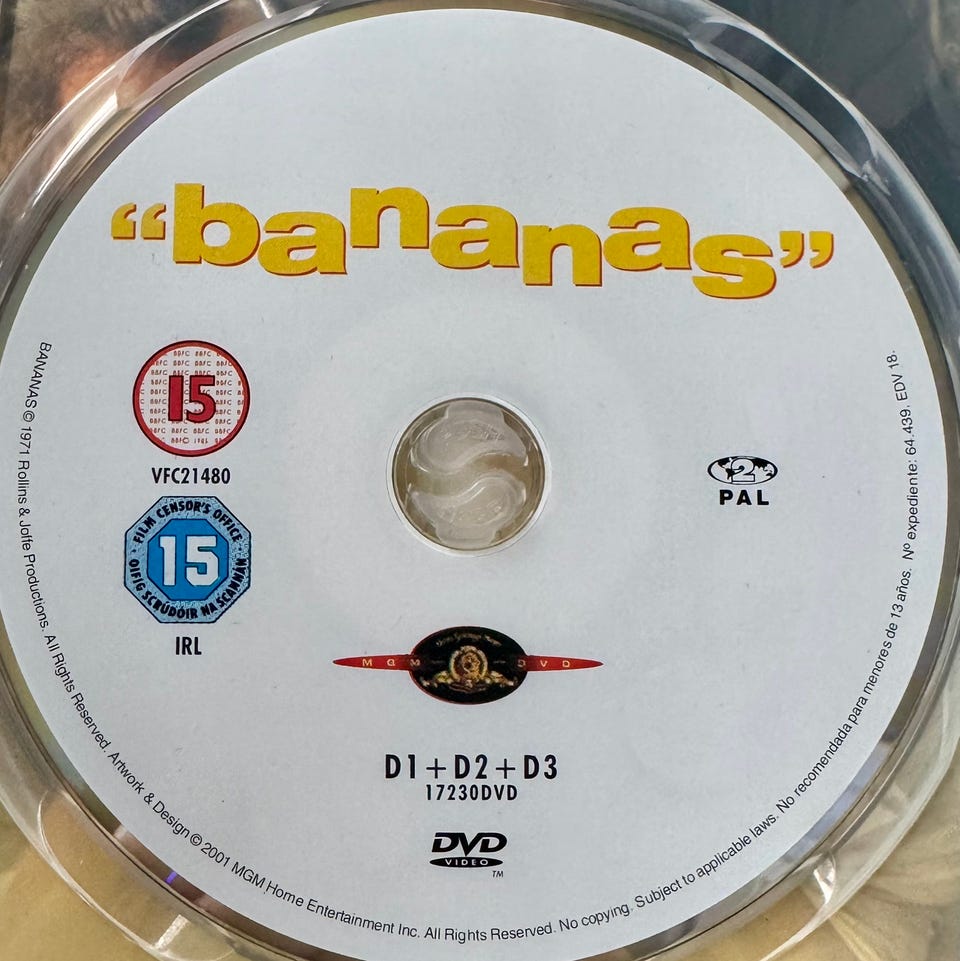 “bananas”
15
VFC21480
FILM CENSOR'S OFFICE
15
OIFIG SCRÚDÓIR NA SCANNÁN
IRL
2
PAL
MGM DVD
D1+D2+D3
17230DVD
DVD
VIDEO
TM
BANANAS © 1971 Rollins & Joffe Productions. All Rights Reserved. Artwork & Design © 2001 MGM Home Entertainment Inc. All Rights Reserved. No copying. Subject to applicable laws. No recomendada para menores de 13 años. Nº expediente: 64.439. EDV 18.